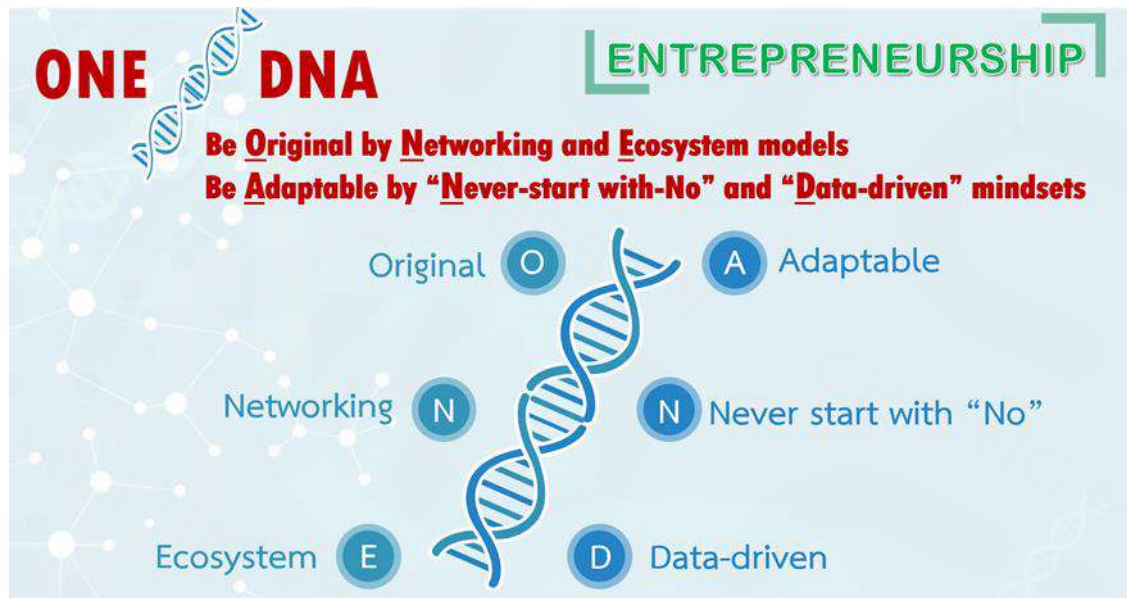 ONE DNA
ENTREPRENEURSHIP
Be Original by Networking and Ecosystem models
Be Adaptable by “Never-start with-No” and “Data-driven” mindsets
Original O A Adaptable
Networking N N Never start with “No”
Ecosystem E D Data-driven